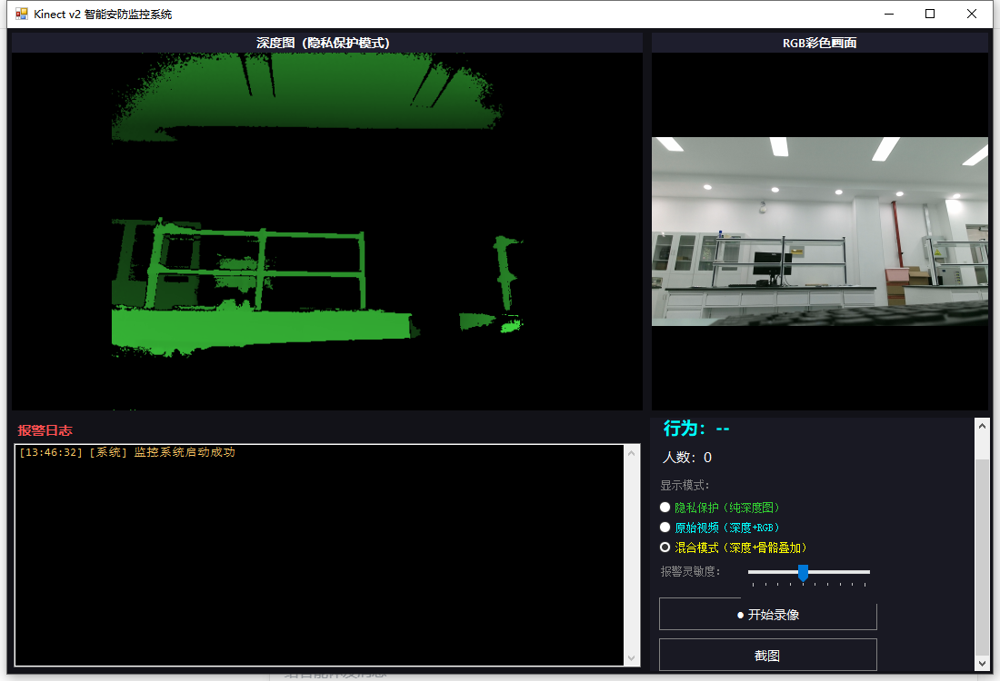 Kinect v2 智能安防监控系统
深度图（隐私保护模式）
RGB彩色画面
报警日志
[13:46:32] [系统] 监控系统启动成功
行为: --
人数: 0
显示模式:
隐私保护（纯深度图）
原始视频（深度+RGB）
混合模式（深度+骨骼叠加）
报警灵敏度:
● 开始录像
截图